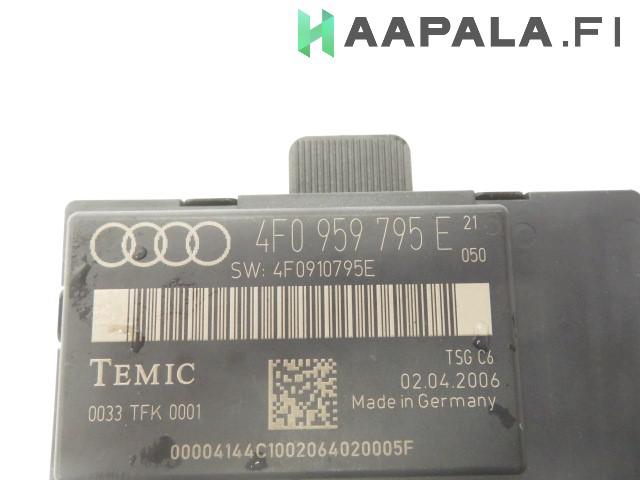 HAAPALA.FI
4F0 959 795 E 21
050
SW: 4F0910795E
TEMIC
TSG C6
02.04.2006
0033 TFK 0001
Made in Germany
00004144C1002064020005F